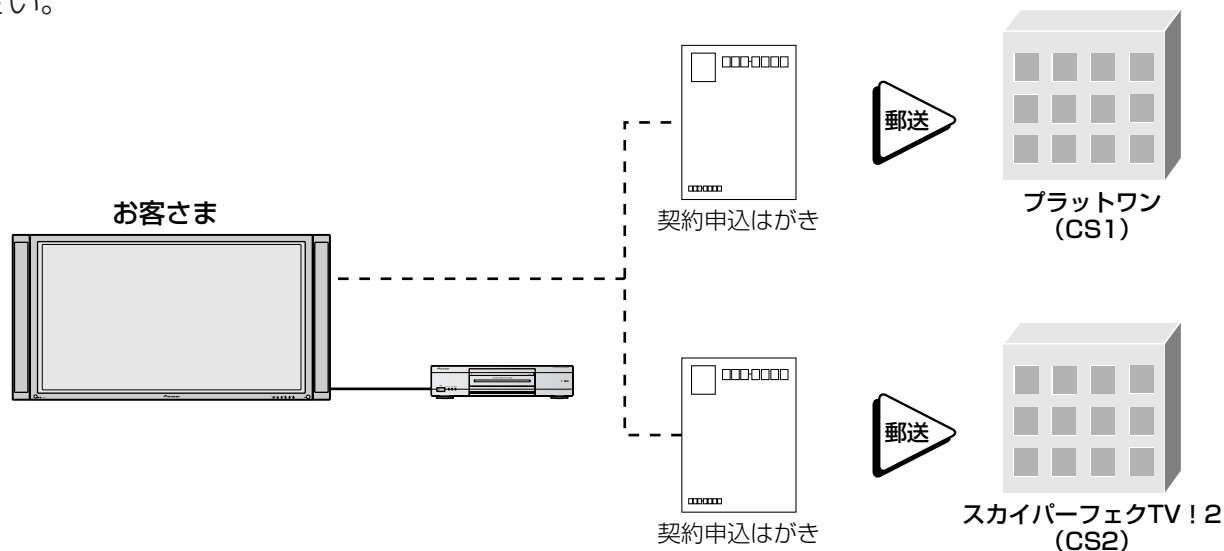 さい。
お客さま
契約申込はがき
郵送
プラットワン
（CS1）
契約申込はがき
郵送
スカイパーフェクTV！2
（CS2）
Pioneer